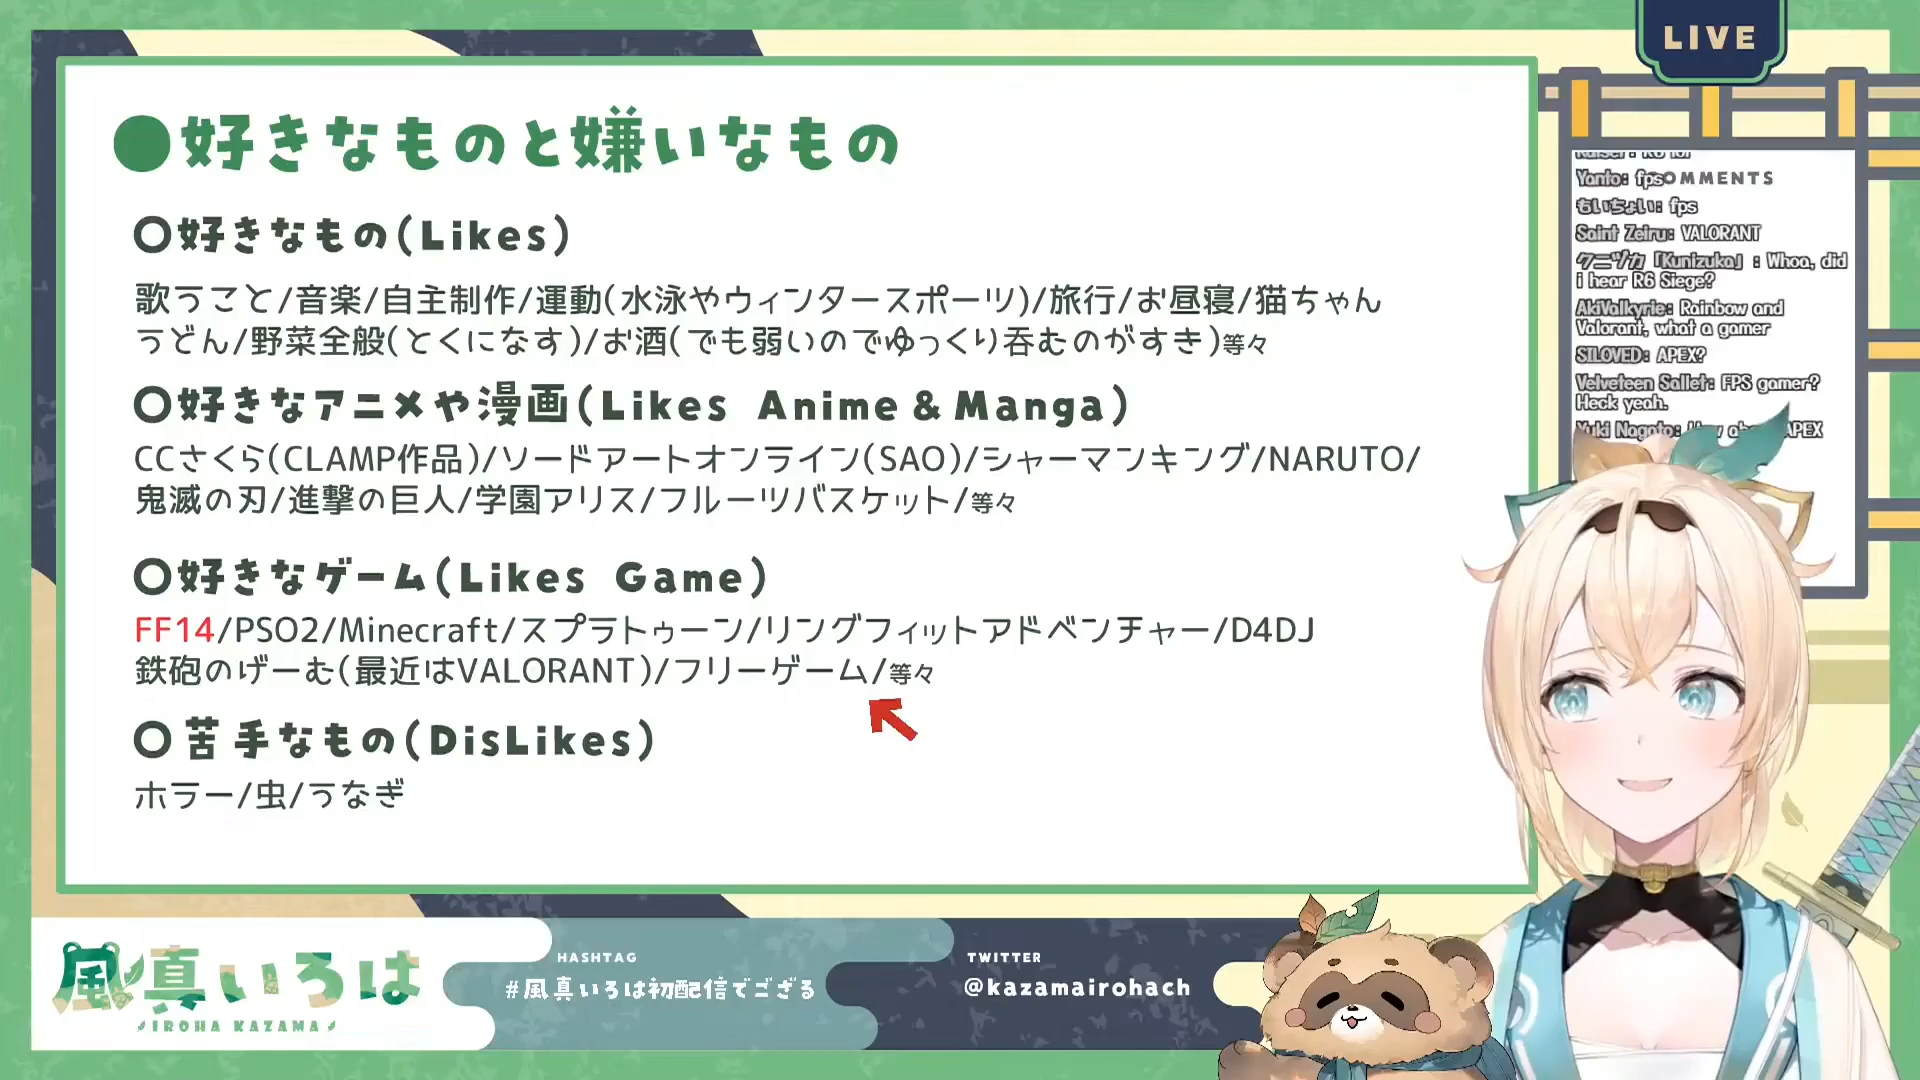 LIVE
●好きなものと嫌いなもの
〇好きなもの(Likes)
歌うこと/音楽/自主制作/運動(水泳やウィンタースポーツ)/旅行/お昼寝/猫ちゃん
うどん/野菜全般(とくになす)/お酒(でも弱いのでゆっくり呑むのがすき)等々
〇好きなアニメや漫画(Likes Anime&Manga)
CCさくら(CLAMP作品)/ソードアートオンライン(SAO)/シャーマンキング/NARUTO/
鬼滅の刃/進撃の巨人/学園アリス/フルーツバスケット/等々
〇好きなゲーム(Likes Game)
FF14/PSO2/Minecraft/スプラトゥーン/リングフィットアドベンチャー/D4DJ
鉄砲のげーむ(最近はVALORANT)/フリーゲーム/等々
〇苦手なもの(DisLikes)
ホラー/虫/うなぎ
Yanfo: fps
OMMENTS
もいちょい: fps
Saint Zeiru: VALORANT
クニヅカ「Kunizuka」 : Whoa, did
i hear R6 Siege?
AkiValkyrie: Rainbow and
Valorant, what a gamer
SILOVED: APEX?
Velveteen Sallet: FPS gamer?
Heck yeah.
Yuki Nagato: APEX
風真いろは
IROHA KAZAMA
HASHTAG
#風真いろは初配信でござる
TWITTER
@kazamairohach